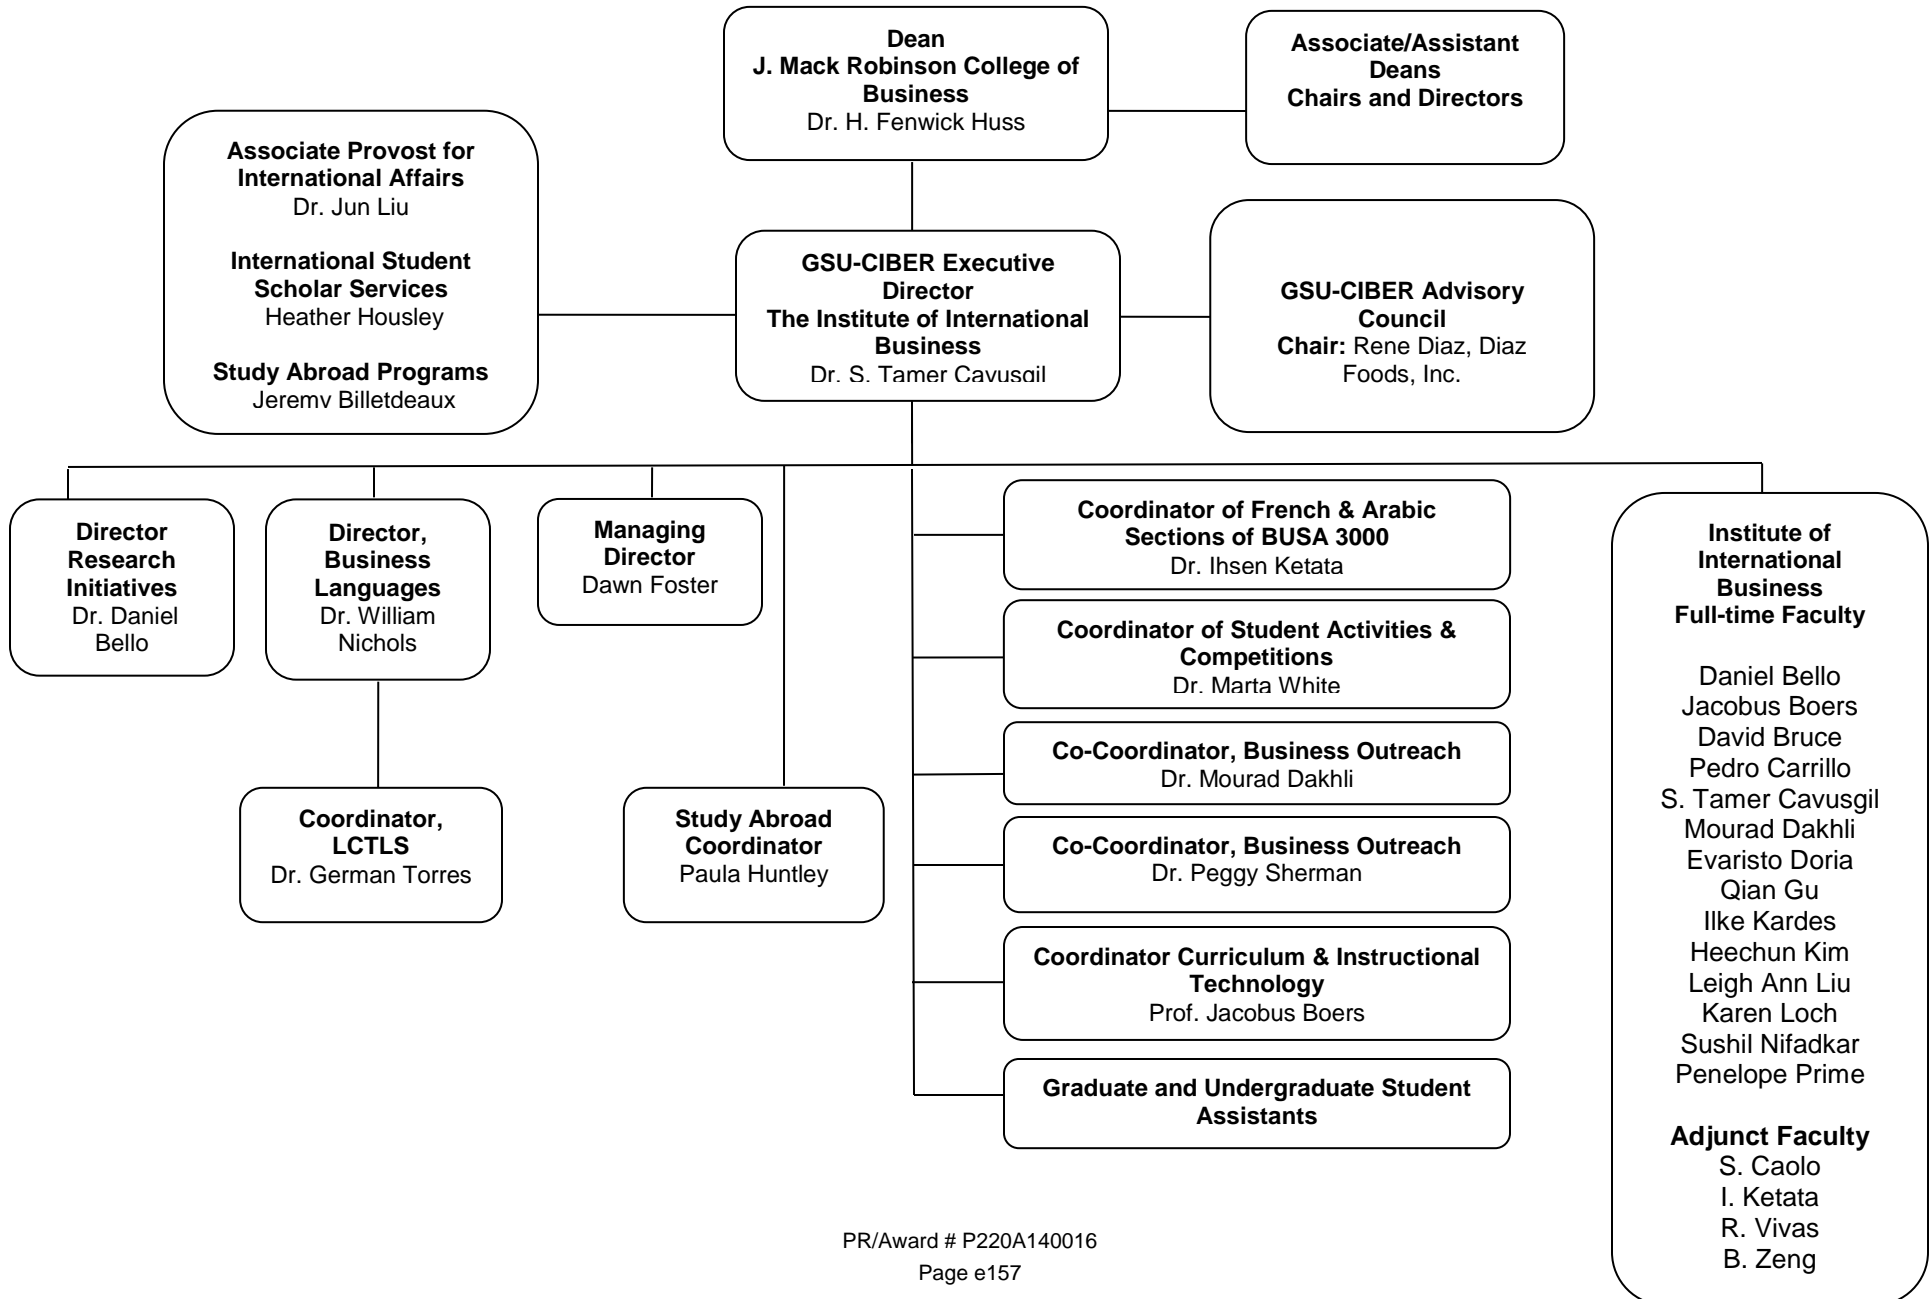 Dean
J. Mack Robinson College of
Business
Dr. H. Fenwick Huss
Associate/Assistant
Deans
Chairs and Directors
Associate Provost for
International Affairs
Dr. Jun Liu
International Student
Scholar Services
Heather Housley
Study Abroad Programs
Jeremy Billetdeaux
GSU-CIBER Executive
Director
The Institute of International
Business
Dr. S. Tamer Cavusgil
GSU-CIBER Advisory
Council
Chair: Rene Diaz, Diaz
Foods, Inc.
Director
Research
Initiatives
Dr. Daniel
Bello
Director,
Business
Languages
Dr. William
Nichols
Managing
Director
Dawn Foster
Coordinator,
LCTLS
Dr. German Torres
Study Abroad
Coordinator
Paula Huntley
Coordinator of French & Arabic
Sections of BUSA 3000
Dr. Ihsen Ketata
Coordinator of Student Activities &
Competitions
Dr. Marta White
Co-Coordinator, Business Outreach
Dr. Mourad Dakhli
Co-Coordinator, Business Outreach
Dr. Peggy Sherman
Coordinator Curriculum & Instructional
Technology
Prof. Jacobus Boers
Graduate and Undergraduate Student
Assistants
Institute of
International
Business
Full-time Faculty
Daniel Bello
Jacobus Boers
David Bruce
Pedro Carrillo
S. Tamer Cavusgil
Mourad Dakhli
Evaristo Doria
Qian Gu
Ilke Kardes
Heechun Kim
Leigh Ann Liu
Karen Loch
Sushil Nifadkar
Penelope Prime
Adjunct Faculty
S. Caolo
I. Ketata
R. Vivas
B. Zeng
PR/Award # P220A140016
Page e157